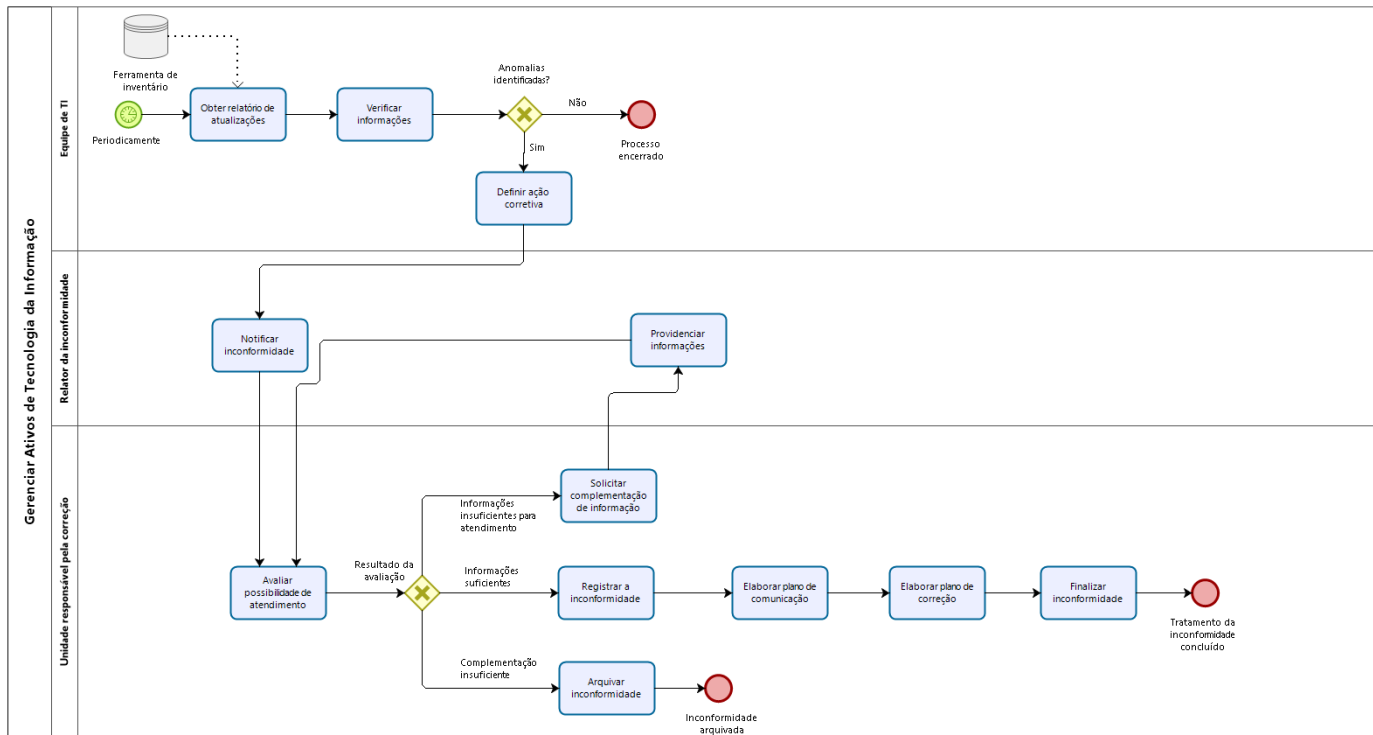 Gerenciar Ativos de Tecnologia da Informação
Equipe de TI
Ferramenta de
inventário
Periodicamente
Obter relatório de
atualizações
Verificar
informações
Anomalias
identificadas?
Não
Processo
encerrado
Sim
Definir ação
corretiva
Relator da inconformidade
Notificar
inconformidade
Providenciar
informações
Unidade responsável pela correção
Solicitar
complementação
de informação
Informações
insuficientes para
atendimento
Avaliar
possibilidade de
atendimento
Resultado da
avaliação
Informações
suficientes
Registrar a
inconformidade
Elaborar plano de
comunicação
Elaborar plano de
correção
Finalizar
inconformidade
Tratamento da
inconformidade
concluído
Complementação
insuficiente
Arquivar
inconformidade
Inconformidade
arquivada